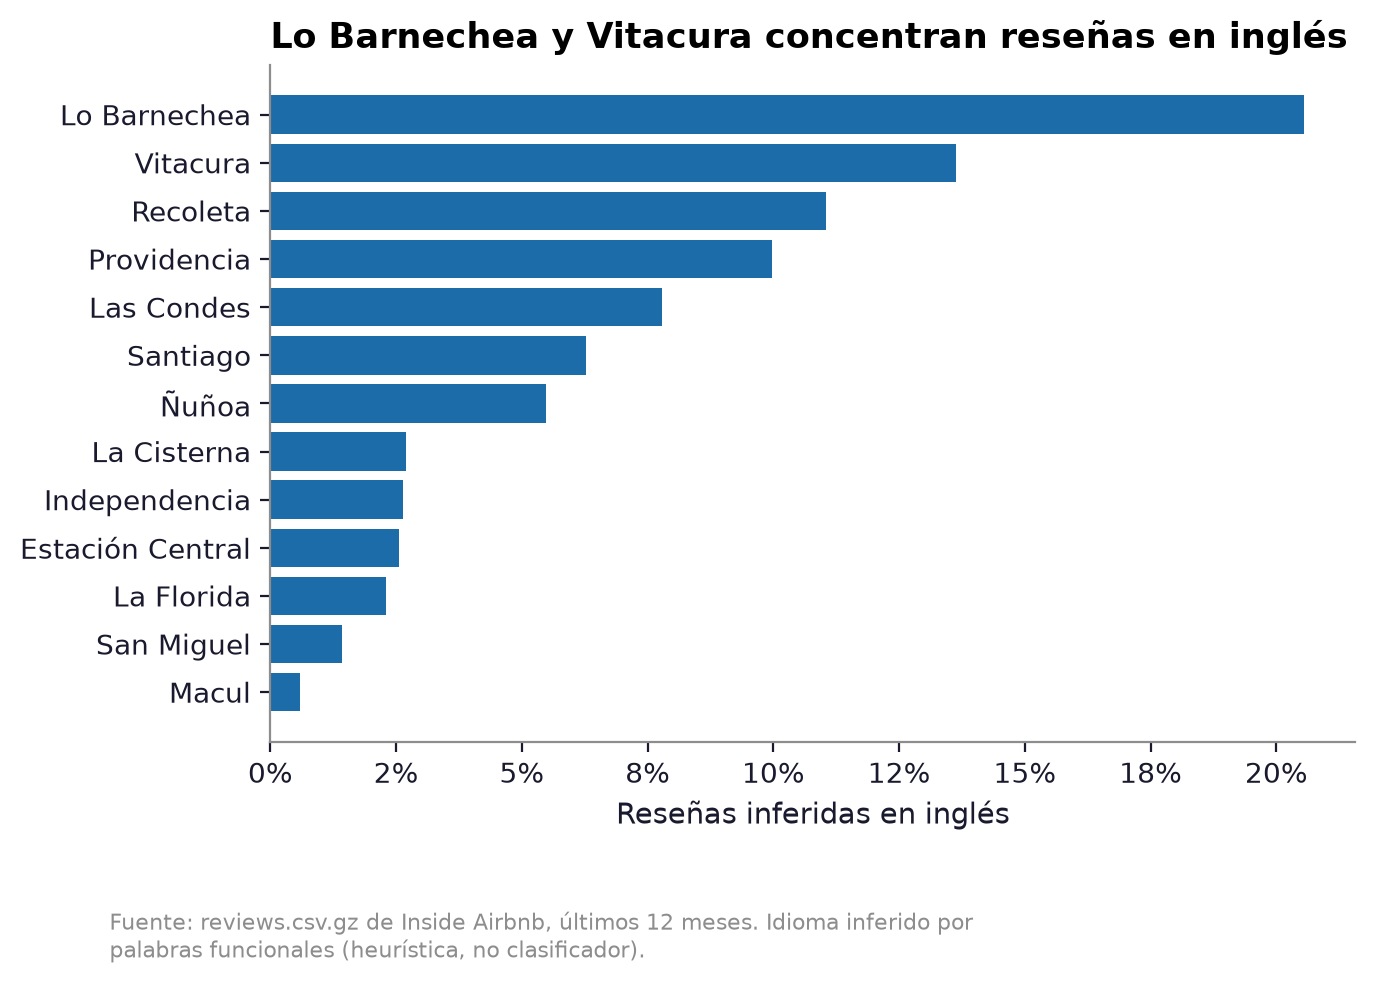 Lo Barnechea y Vitacura concentran reseñas en inglés
Lo Barnechea
Vitacura
Recoleta
Providencia
Las Condes
Santiago
Ñuñoa
La Cisterna
Independencia
Estación Central
La Florida
San Miguel
Macul
0% 2% 5% 8% 10% 12% 15% 18% 20%
Reseñas inferidas en inglés
Fuente: reviews.csv.gz de Inside Airbnb, últimos 12 meses. Idioma inferido por
palabras funcionales (heurística, no clasificador).